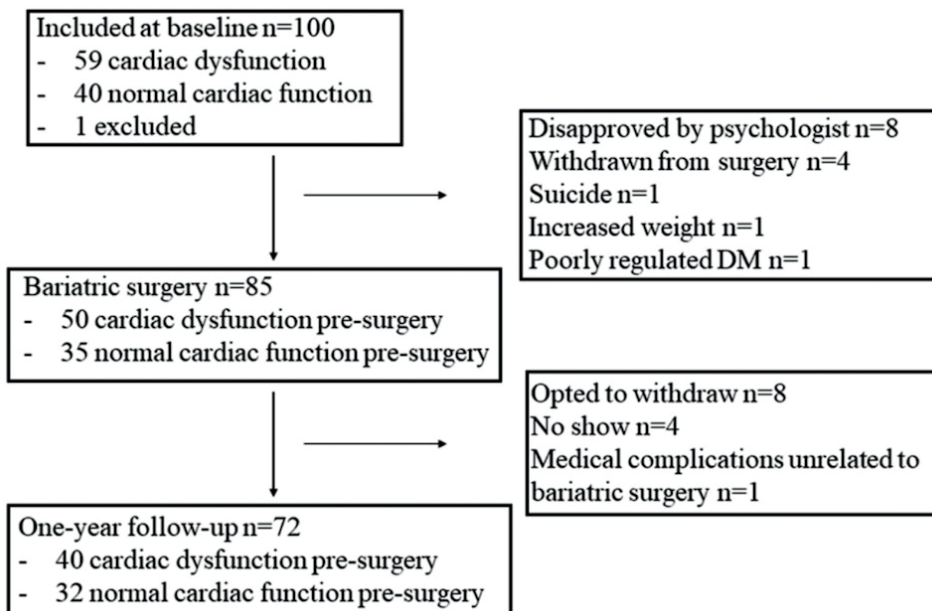 Included at baseline n=100
- 59 cardiac dysfunction
- 40 normal cardiac function
- 1 excluded
Disapproved by psychologist n=8
Withdrawn from surgery n=4
Suicide n=1
Increased weight n=1
Poorly regulated DM n=1
Bariatric surgery n=85
- 50 cardiac dysfunction pre-surgery
- 35 normal cardiac function pre-surgery
Opted to withdraw n=8
No show n=4
Medical complications unrelated to
bariatric surgery n=1
One-year follow-up n=72
- 40 cardiac dysfunction pre-surgery
- 32 normal cardiac function pre-surgery